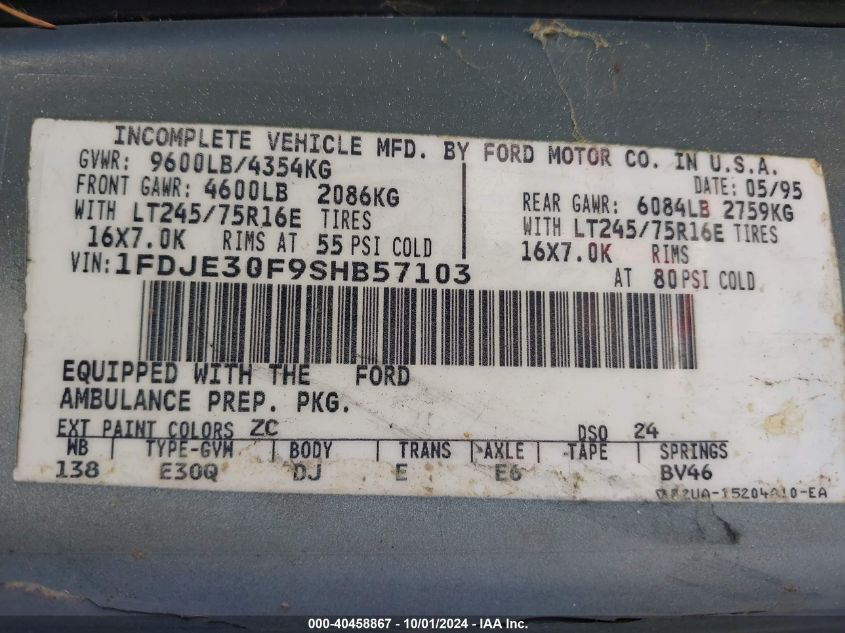 INCOMPLETE VEHICLE MFD. BY FORD MOTOR CO. IN U.S.A.
GVWR: 9600LB/4354KG
DATE: 05/95
FRONT GAWR: 4600LB 2086KG
REAR GAWR: 6084LB 2759KG
WITH LT245/75R16E TIRES
WITH LT245/75R16E TIRES
16X7.0K RIMS AT 55 PSI COLD
16X7.0K RIMS
VIN: 1FDJE30F9SHB57103
AT 80 PSI COLD
EQUIPPED WITH THE FORD
AMBULANCE PREP. PKG.
EXT PAINT COLORS ZC DSO 24
WB | TYPE-GVW | BODY | TRANS | AXLE | TAPE | SPRINGS
138 E30Q DJ E E6 BV46
000-40458867 - 10/01/2024 - IAA Inc.